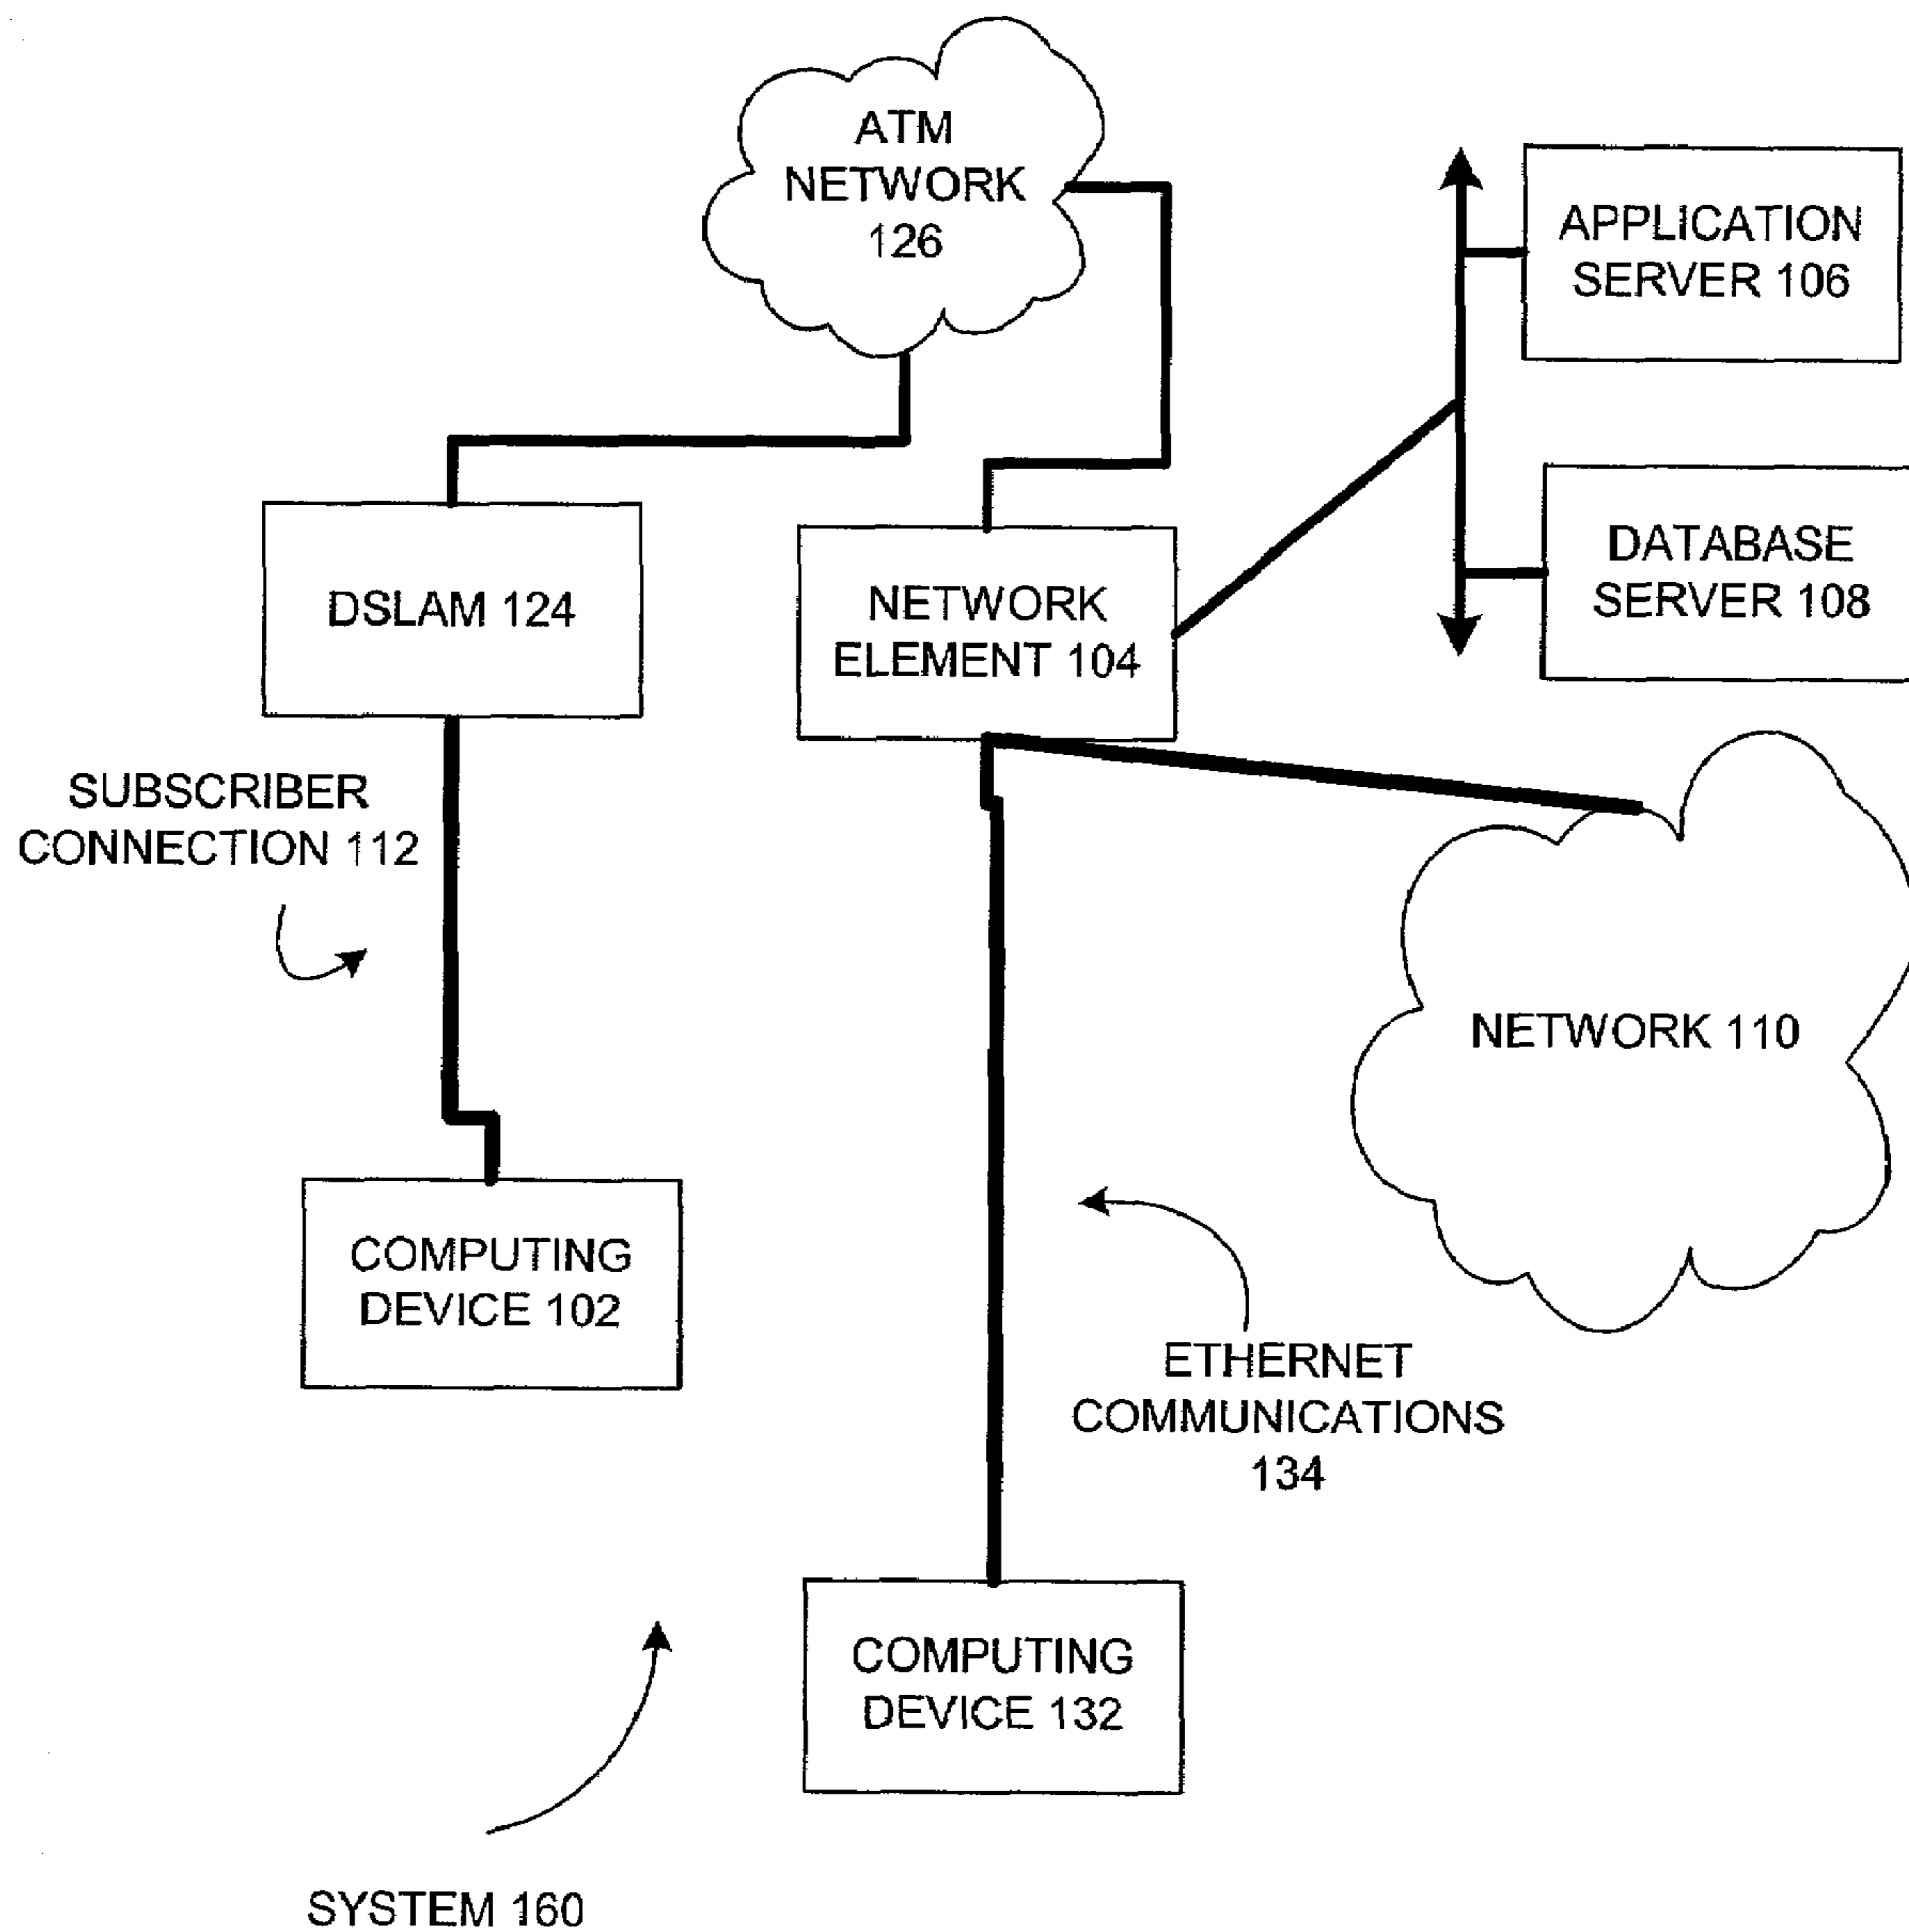 ATM
NETWORK
126
APPLICATION
SERVER 106
DSLAM 124
NETWORK
ELEMENT 104
DATABASE
SERVER 108
SUBSCRIBER
CONNECTION 112
NETWORK 110
COMPUTING
DEVICE 102
ETHERNET
COMMUNICATIONS
134
COMPUTING
DEVICE 132
SYSTEM 160